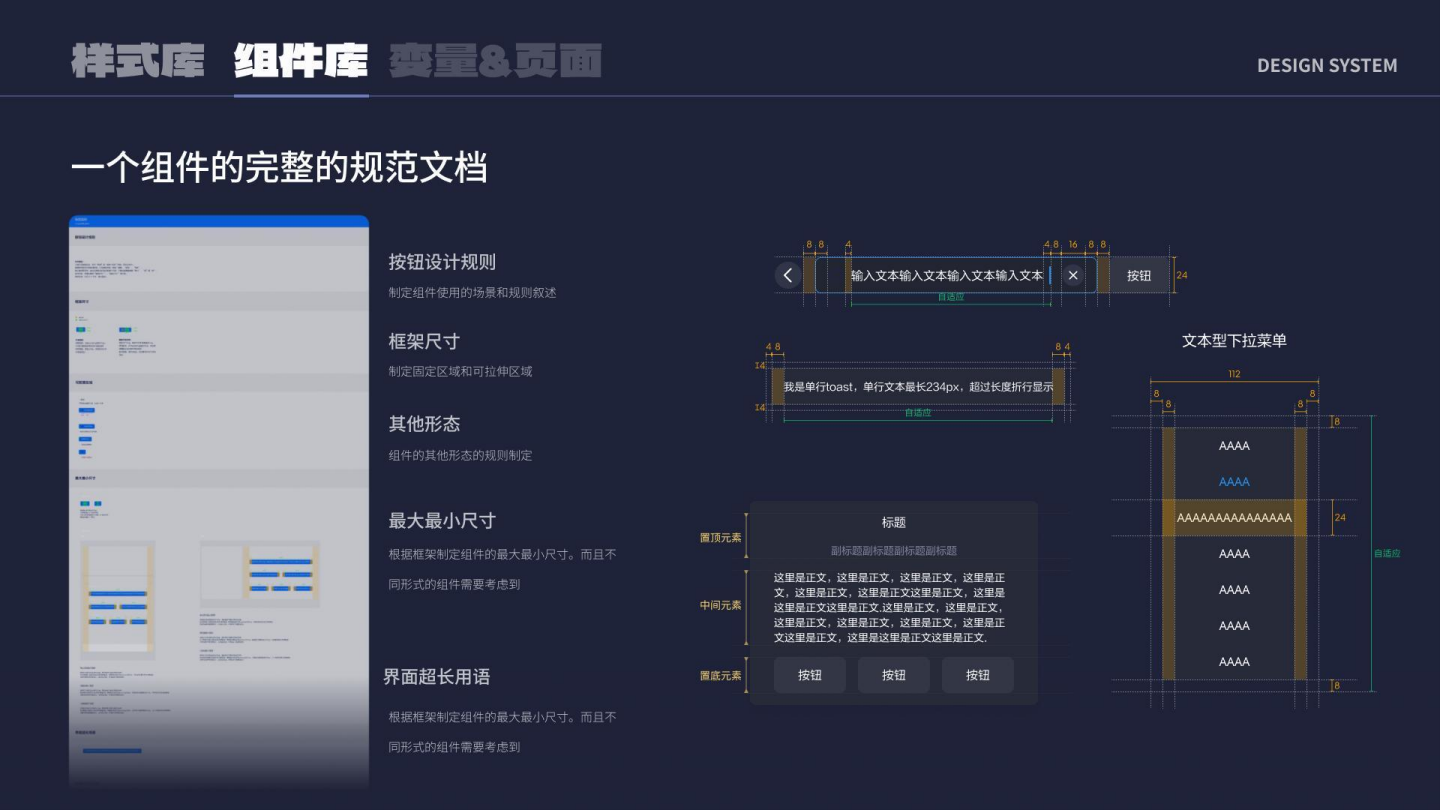 样式库 组件库 变量&页面
DESIGN SYSTEM
一个组件的完整的规范文档
按钮设计规则
制定组件使用的场景和规则叙述
框架尺寸
制定固定区域和可拉伸区域
其他形态
组件的其他形态的规则制定
最大最小尺寸
根据框架制定组件的最大最小尺寸。而且不
同形式的组件需要考虑到
界面超长用语
根据框架制定组件的最大最小尺寸。而且不
同形式的组件需要考虑到
8 8 4 4 8 16 8 8
输入文本输入文本输入文本输入文本
按钮
24
自适应
4 8 8 4
14
我是单行toast，单行文本最长234px，超过长度折行显示
14
自适应
置顶元素
中间元素
置底元素
标题
副标题副标题副标题副标题
这里是正文，这里是正文，这里是正文，这里是正
文，这里是正文，这里是正文这里是正文，这里是
这里是正文这里是正文.这里是正文，这里是正文，
这里是正文，这里是正文，这里是正文，这里是正
文这里是正文，这里是这里是正文这里是正文.
按钮 按钮 按钮
文本型下拉菜单
112
8 8
8 8
8
AAAA
AAAA
AAAAAAAAAAAAAAA
24
AAAA
自适应
AAAA
AAAA
AAAA
8